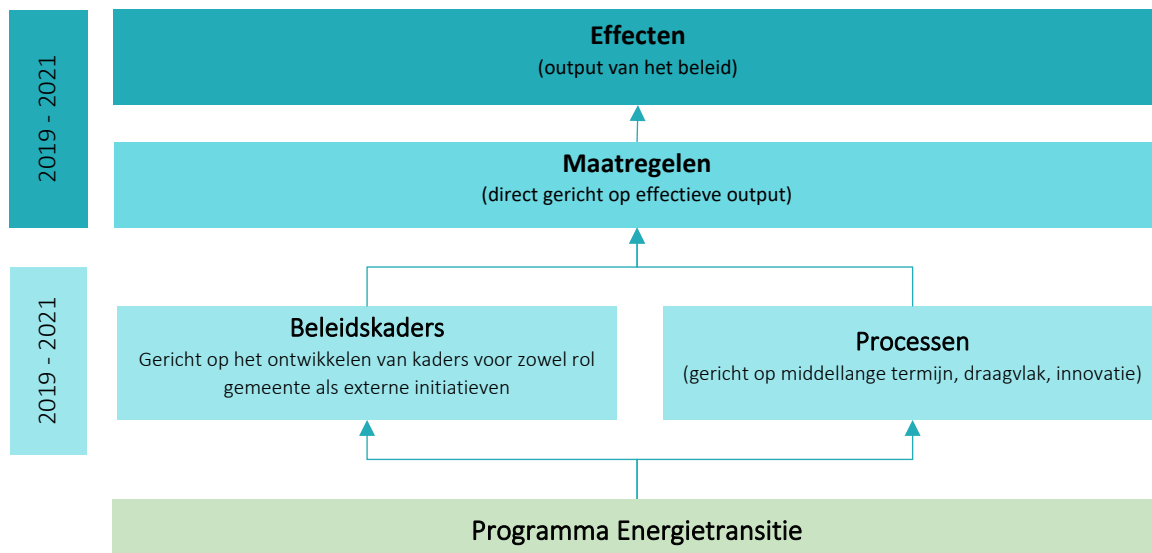 2019 - 2021
Effecten
(output van het beleid)
Maatregelen
(direct gericht op effectieve output)
2019 - 2021
Beleidskaders
Gericht op het ontwikkelen van kaders voor zowel rol
gemeente als externe initiatieven
Processen
(gericht op middellange termijn, draagvlak, innovatie)
Programma Energietransitie